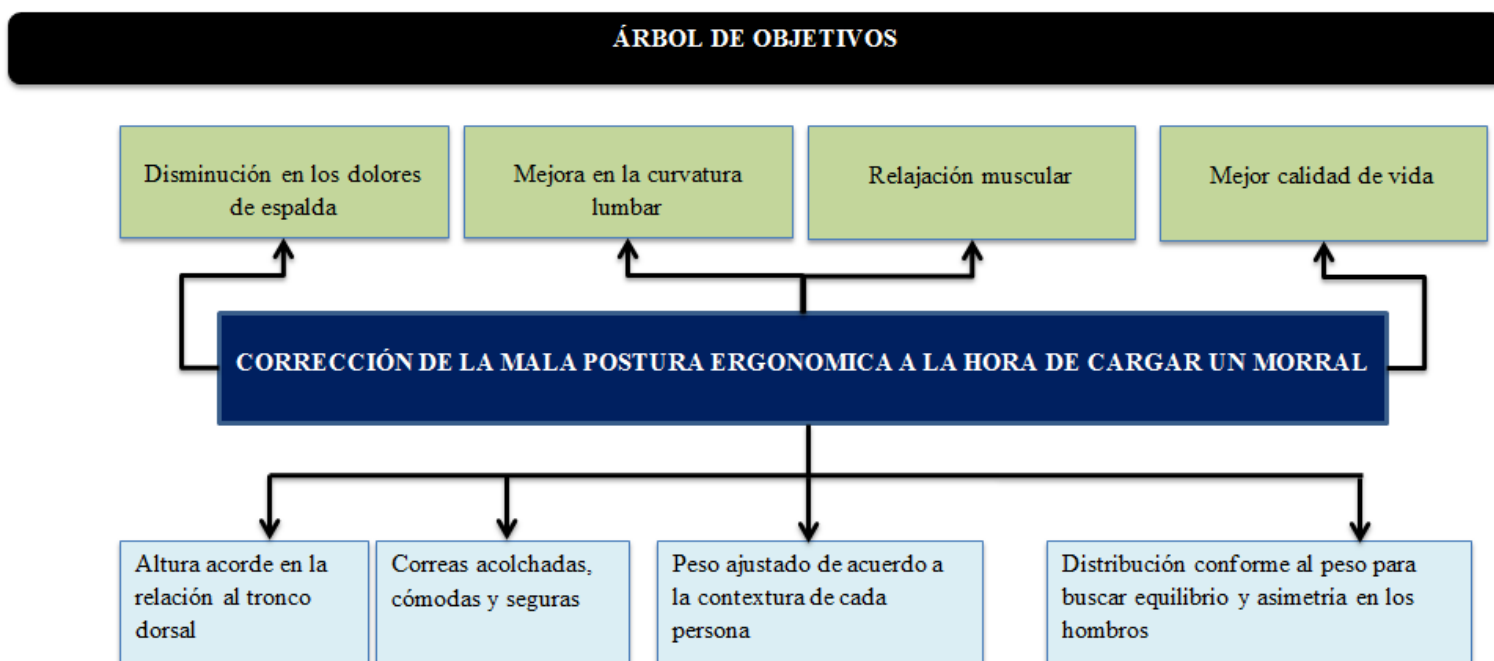 ÁRBOL DE OBJETIVOS
Disminución en los dolores
de espalda
Mejora en la curvatura
lumbar
Relajación muscular
Mejor calidad de vida
CORRECCIÓN DE LA MALA POSTURA ERGONOMICA A LA HORA DE CARGAR UN MORRAL
Altura acorde en la
relación al tronco
dorsal
Correas acolchadas,
cómodas y seguras
Peso ajustado de acuerdo a
la contextura de cada
persona
Distribución conforme al peso para
buscar equilibrio y asimetría en los
hombros